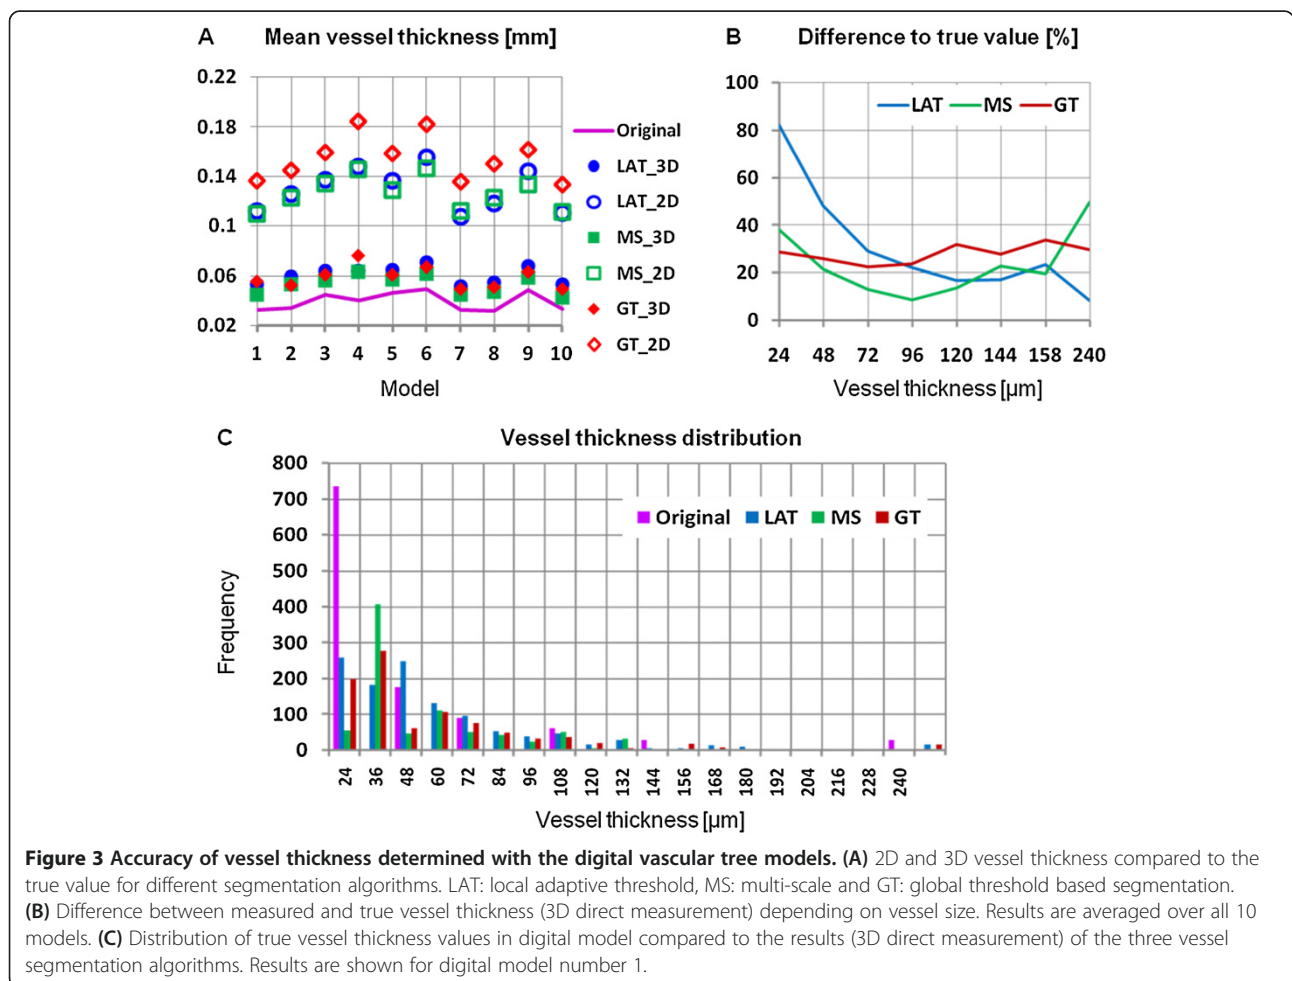 A Mean vessel thickness [mm]
0.22
0.18
0.14
0.1
0.06
0.02
1 2 3 4 5 6 7 8 9 10
Model
Original
LAT_3D
LAT_2D
MS_3D
MS_2D
GT_3D
GT_2D
B Difference to true value [%]
100
80
60
40
20
0
LAT MS GT
24 48 72 96 120 144 158 240
Vessel thickness [µm]
C Vessel thickness distribution
800
700
600
500
400
300
200
100
0
Frequency
Original LAT MS GT
24 36 48 60 72 84 96 108 120 132 144 156 168 180 192 204 216 228 240
Vessel thickness [µm]
Figure 3 Accuracy of vessel thickness determined with the digital vascular tree models. (A) 2D and 3D vessel thickness compared to the
true value for different segmentation algorithms. LAT: local adaptive threshold, MS: multi-scale and GT: global threshold based segmentation.
(B) Difference between measured and true vessel thickness (3D direct measurement) depending on vessel size. Results are averaged over all 10
models. (C) Distribution of true vessel thickness values in digital model compared to the results (3D direct measurement) of the three vessel
segmentation algorithms. Results are shown for digital model number 1.